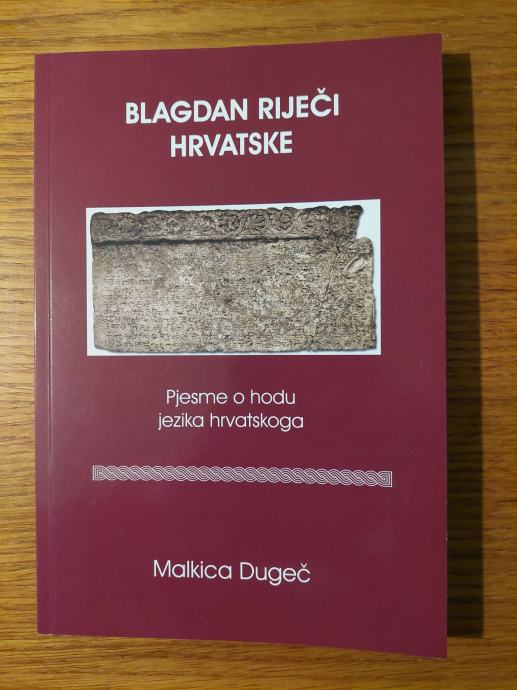 BLAGDAN RIJEČI
HRVATSKE
Pjesme o hodu
jezika hrvatskoga
Malkica Dugeč